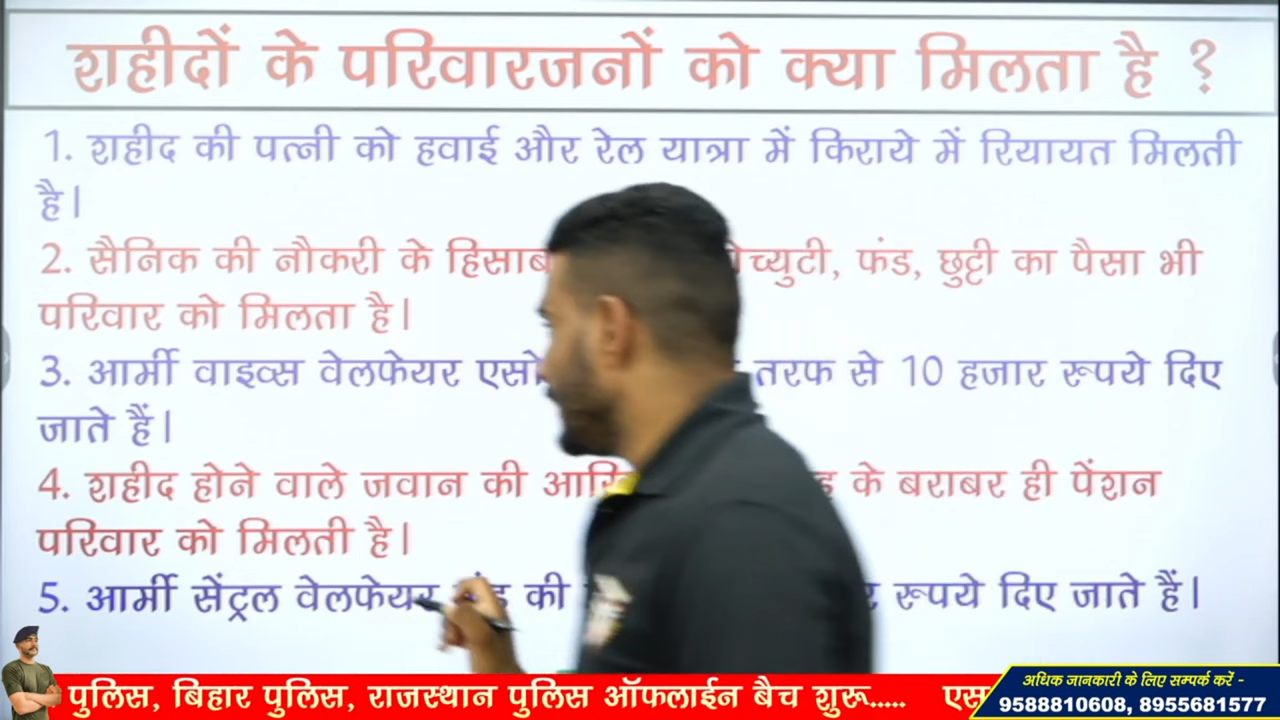 शहीदों के परिवारजनों को क्या मिलता है ?
1. शहीद की पत्नी को हवाई और रेल यात्रा में किराये में रियायत मिलती
है।
2. सैनिक की नौकरी के हिसाब च्युटी, फंड, छुट्टी का पैसा भी
परिवार को मिलता है।
3. आर्मी वाइव्स वेलफेयर तरफ से 10 हजार रूपये दिए
जाते हैं।
4. शहीद होने वाले जवान की के बराबर ही पेंशन
परिवार को मिलती है।
5. आर्मी सेंट्रल वेलफेयर की रूपये दिए जाते हैं।
पुलिस, बिहार पुलिस, राजस्थान पुलिस ऑफलाईन बैच शुरू..... एस
अधिक जानकारी के लिए सम्पर्क करें -
9588810608, 8955681577